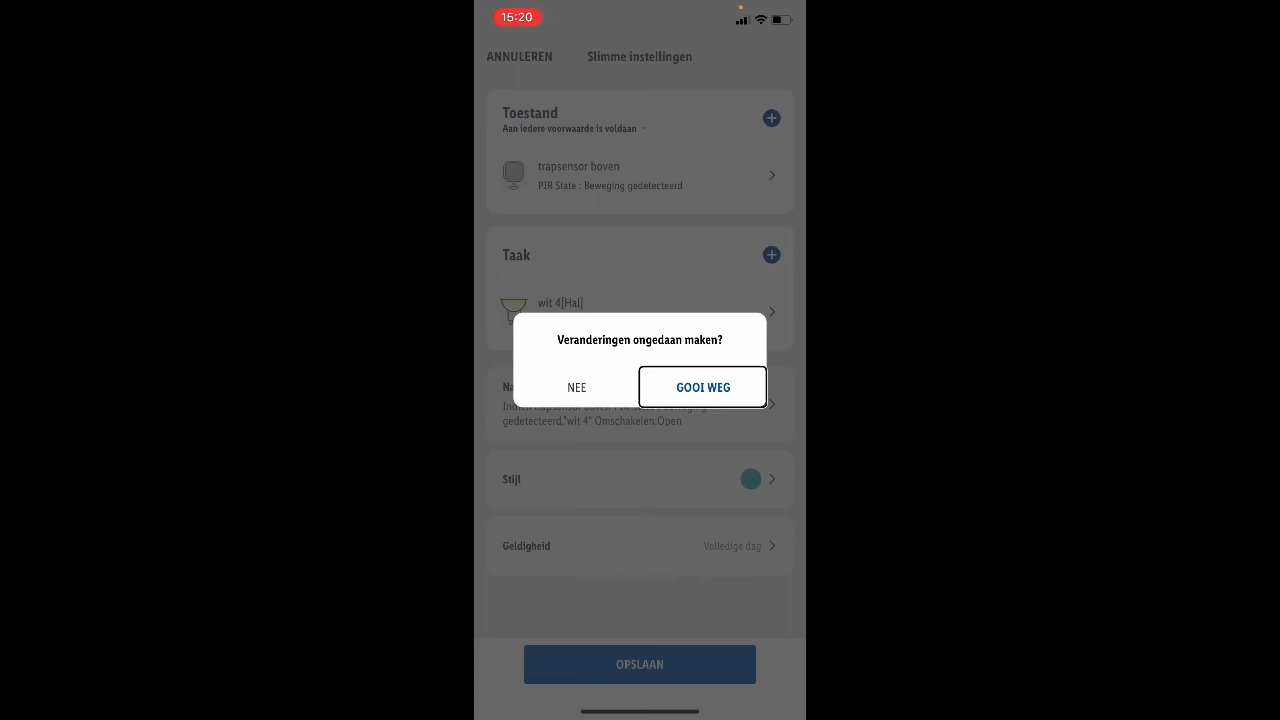 15:20
ANNULEREN Slimme instellingen
Toestand
Aan iedere voorwaarde is voldaan
trapsensor boven
PIR State : Beweging gedetecteerd
Taak
wit 4[Hal]
Veranderingen ongedaan maken?
NEE GOOI WEG
gedetecteerd,"wit 4" Omschakelen:Open
Stijl
Geldigheid Volledige dag
OPSLAAN